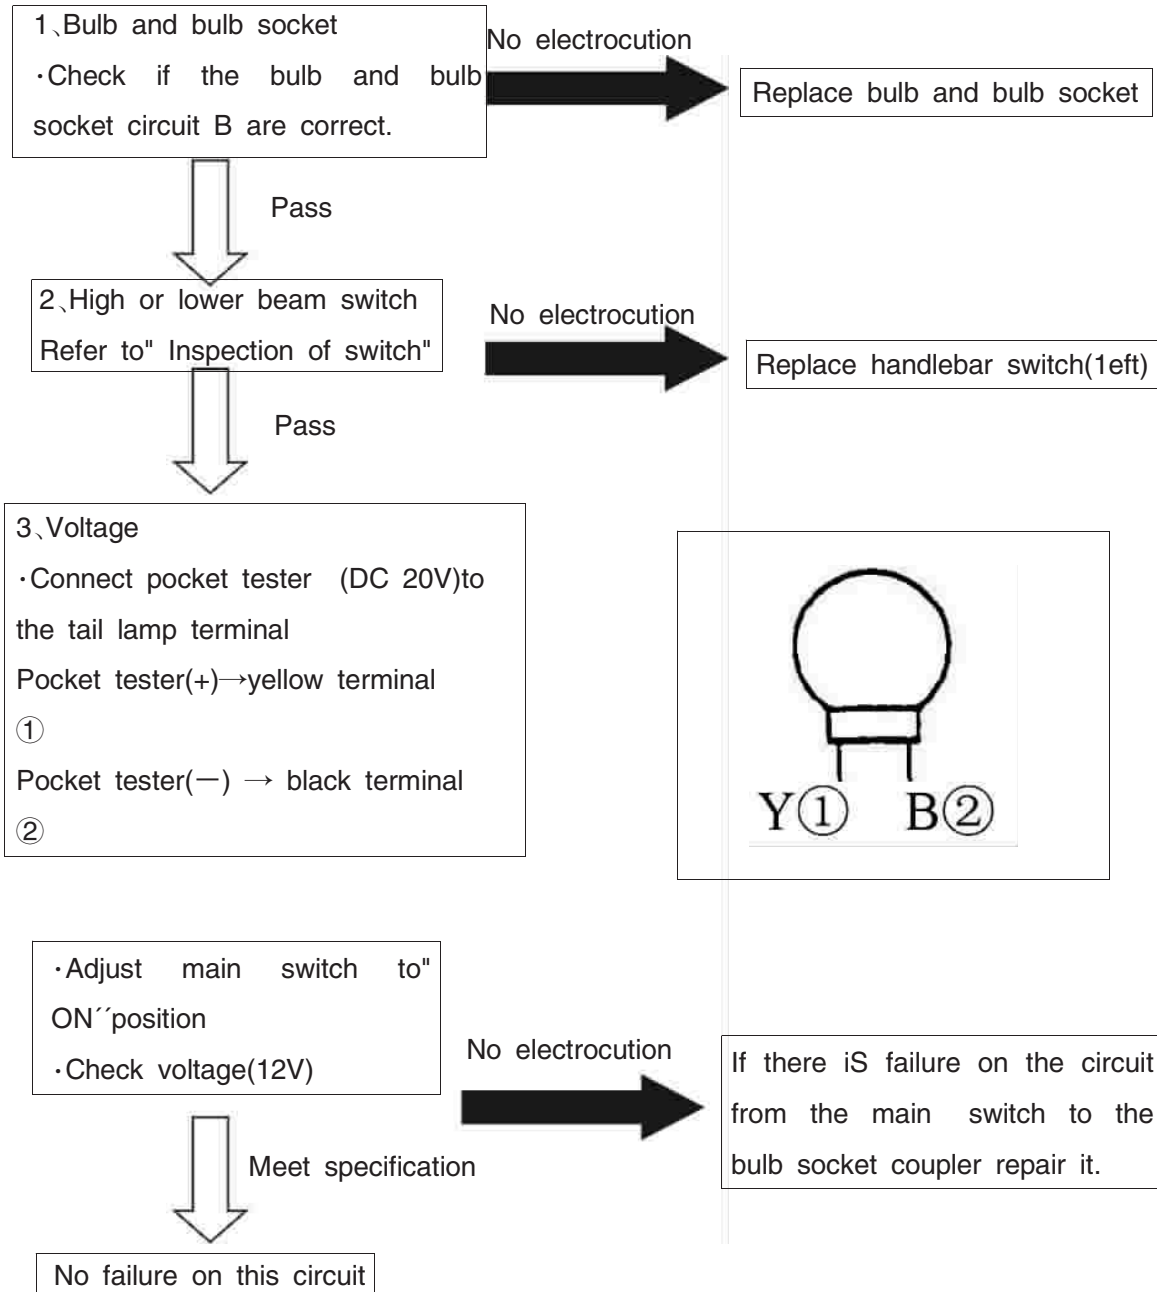 1、Bulb and bulb socket
·Check if the bulb and bulb
socket circuit B are correct.
No electrocution
Replace bulb and bulb socket
Pass
2、High or lower beam switch
Refer to" Inspection of switch"
No electrocution
Replace handlebar switch(1eft)
Pass
3、Voltage
·Connect pocket tester (DC 20V)to
the tail lamp terminal
Pocket tester(+)→yellow terminal
①
Pocket tester(－) → black terminal
②
Y① B②
·Adjust main switch to"
ON´´position
·Check voltage(12V)
No electrocution
If there iS failure on the circuit
from the main switch to the
bulb socket coupler repair it.
Meet specification
No failure on this circuit